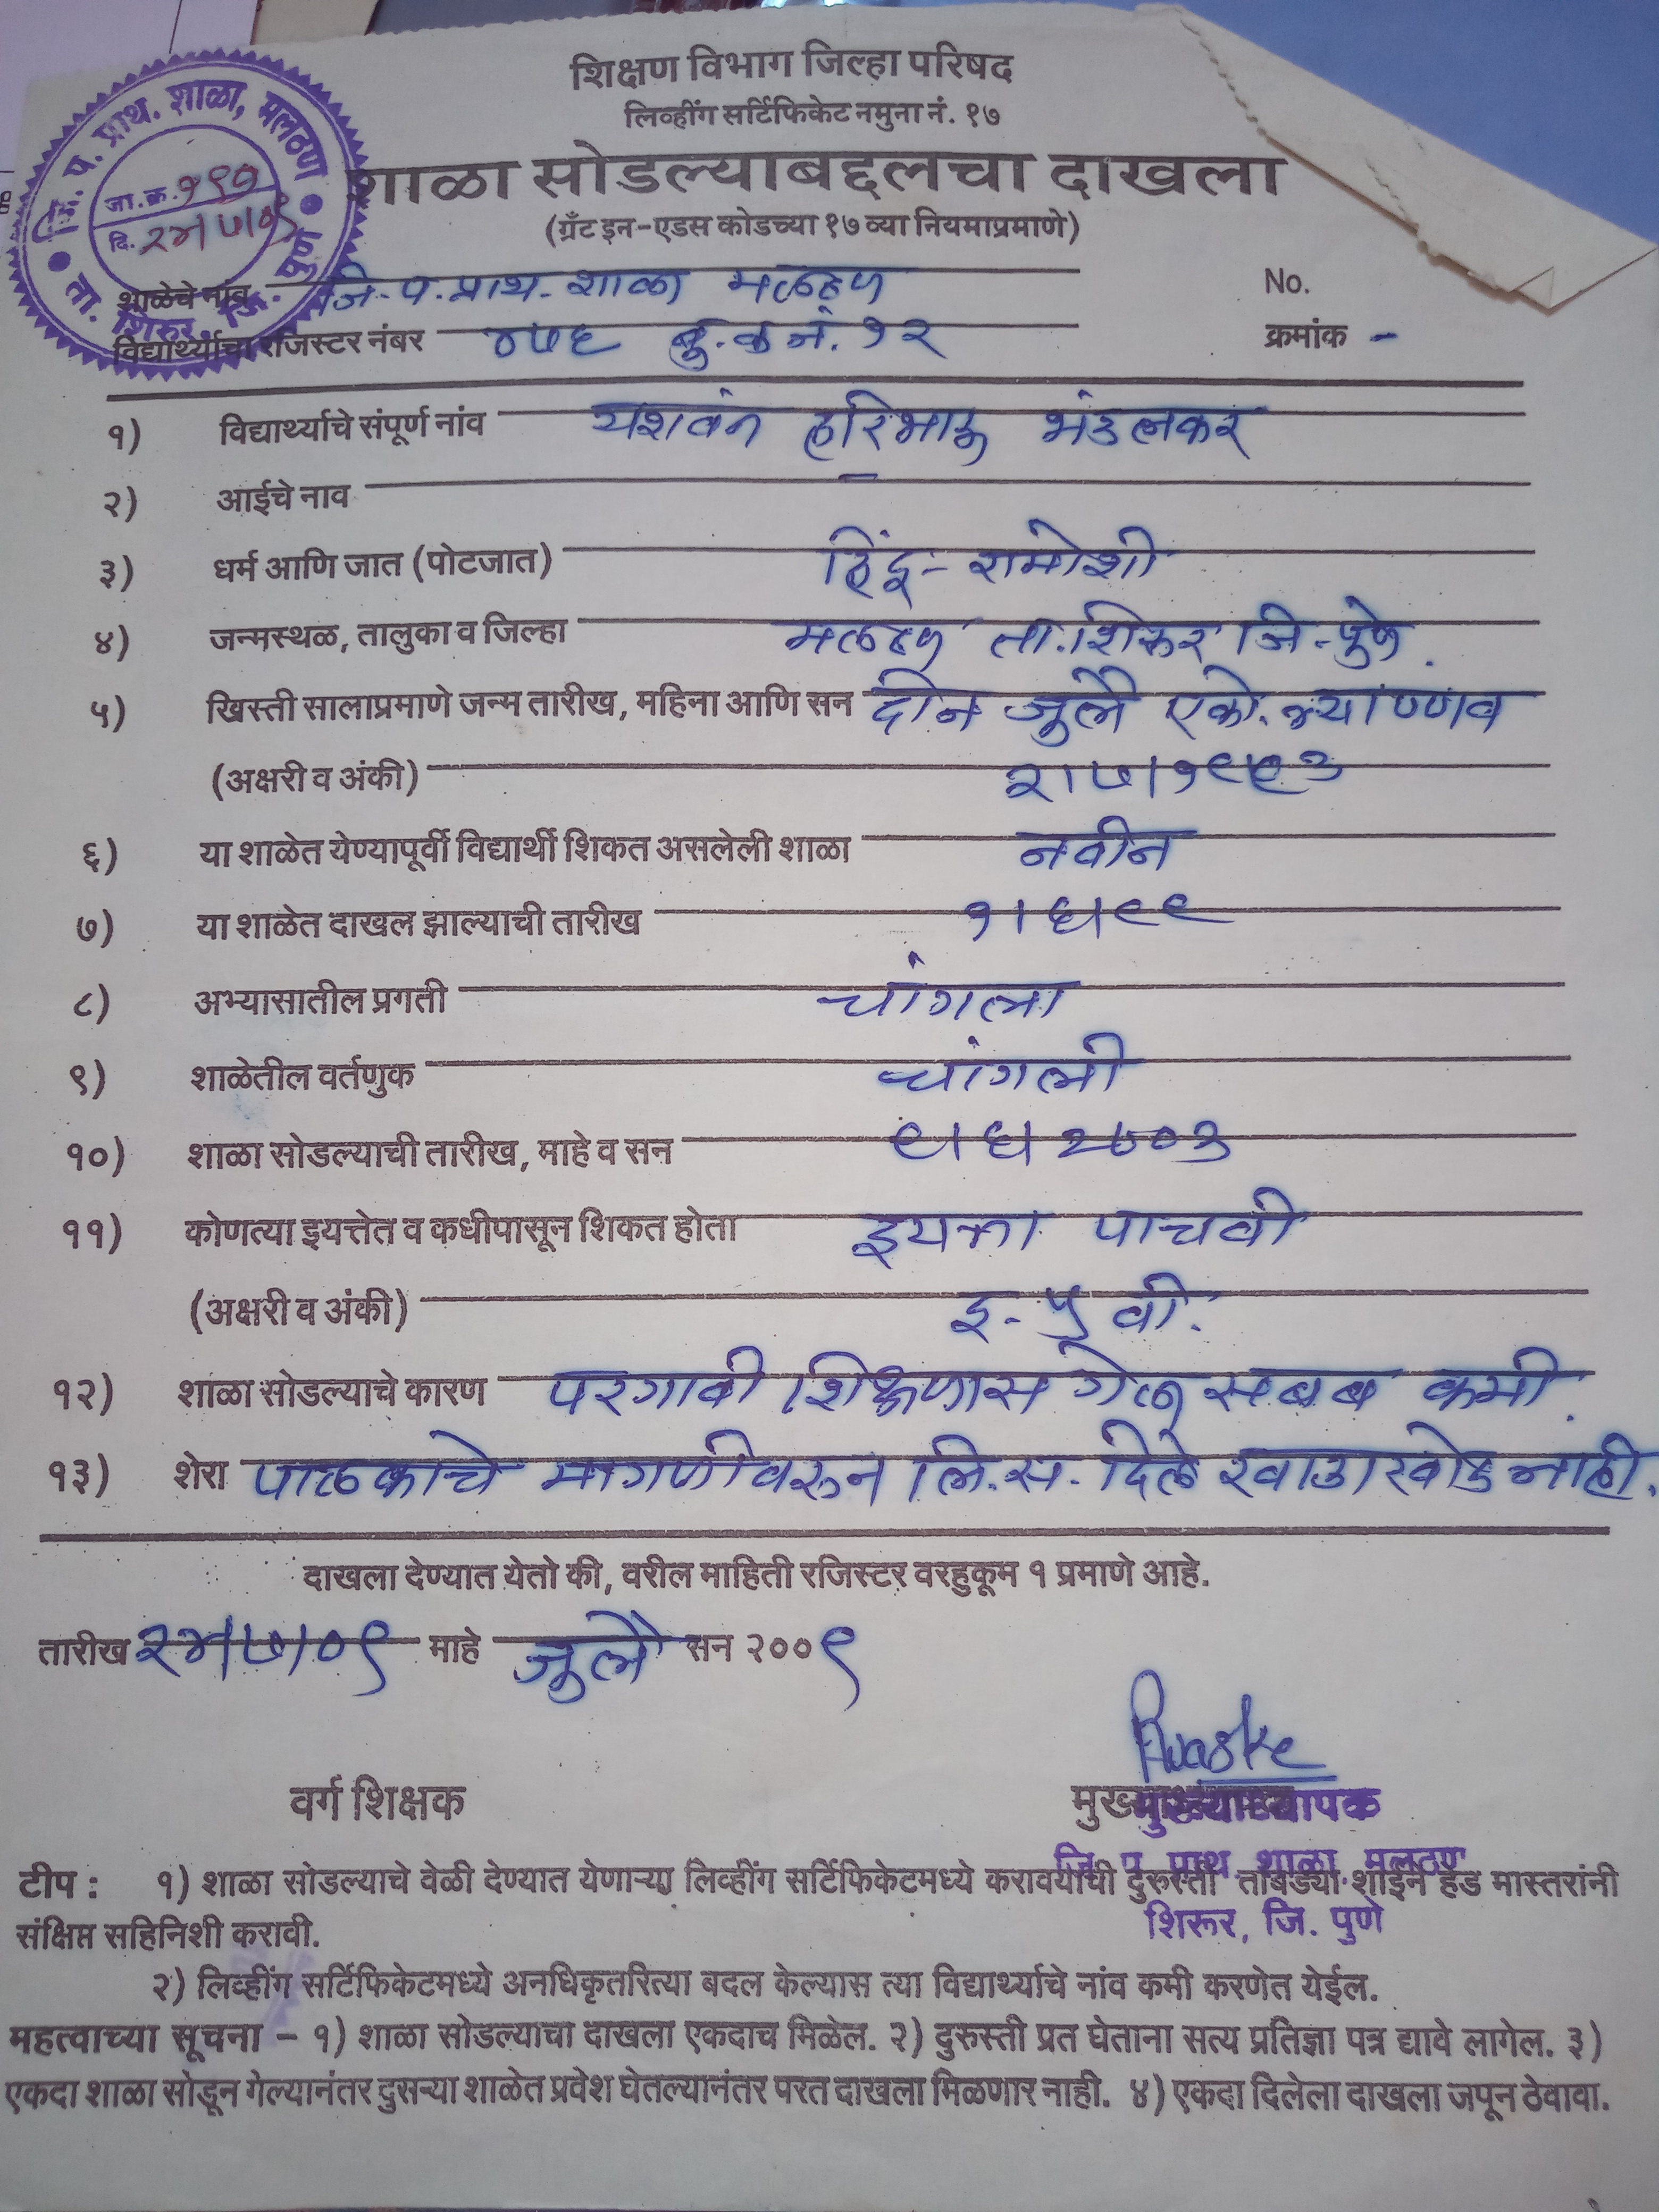 जि. प. प्राथ. शाळा, मलठण
ता. शिरूर, जि. पुणे
जा.क्र.
दि. २४।७।०९
शिक्षण विभाग जिल्हा परिषद
लिव्हींग सर्टिफिकेट नमुना नं. १७
शाळा सोडल्याबद्दलचा दाखला
(ग्रँट इन-एडस कोडच्या १७ व्या नियमाप्रमाणे)
शाळेचे नांव जि. प. प्राथ. शाळा मलठण No.
विद्यार्थ्याचा रजिस्टर नंबर ४७६ बु. क नं. १२ क्रमांक -
१) विद्यार्थ्याचे संपूर्ण नांव यशवंत हरिभाऊ भंडलकर
२) आईचे नाव -
३) धर्म आणि जात (पोटजात) हिंदू - रामोशी
४) जन्मस्थळ, तालुका व जिल्हा मलठण ता. शिरूर जि - पुणे.
५) ख्रिस्ती सालाप्रमाणे जन्म तारीख, महिना आणि सन दोन जुलै एको. त्र्याण्णव
(अक्षरी व अंकी) २।७।१९९३
६) या शाळेत येण्यापूर्वी विद्यार्थी शिकत असलेली शाळा नवीन
७) या शाळेत दाखल झाल्याची तारीख १।६।९९
८) अभ्यासातील प्रगती चांगली
९) शाळेतील वर्तणुक चांगली
१०) शाळा सोडल्याची तारीख, माहे व सन ९।६।२००३
११) कोणत्या इयत्तेत व कधीपासून शिकत होता इयत्ता पाचवी
(अक्षरी व अंकी) इ - ५ वी.
१२) शाळा सोडल्याचे कारण परगावी शिक्षणास गेले सबब कमी.
१३) शेरा पालकाचे मागणीवरून लि. स. दिले खाडाखोड नाही.
दाखला देण्यात येतो की, वरील माहिती रजिस्टर वरहुकूम १ प्रमाणे आहे.
तारीख २४।७।०९ माहे जुलै सन २००९
वर्ग शिक्षक मुख्याध्यापक
जि. प. प्राथ. शाळा मलठण
शिरूर, जि. पुणे
टीप : १) शाळा सोडल्याचे वेळी देण्यात येणाऱ्या लिव्हींग सर्टिफिकेटमध्ये करावयाची दुरूस्ती तांबड्या शाईने हेड मास्तरांनी
संक्षिप्त सहिनिशी करावी.
२) लिव्हींग सर्टिफिकेटमध्ये अनधिकृतरित्या बदल केल्यास त्या विद्यार्थ्याचे नांव कमी करणेत येईल.
महत्वाच्या सूचना – १) शाळा सोडल्याचा दाखला एकदाच मिळेल. २) दुरुस्ती प्रत घेताना सत्य प्रतिज्ञा पत्र द्यावे लागेल. ३)
एकदा शाळा सोडून गेल्यानंतर दुसऱ्या शाळेत प्रवेश घेतल्यानंतर परत दाखला मिळणार नाही. ४) एकदा दिलेला दाखला जपून ठेवावा.